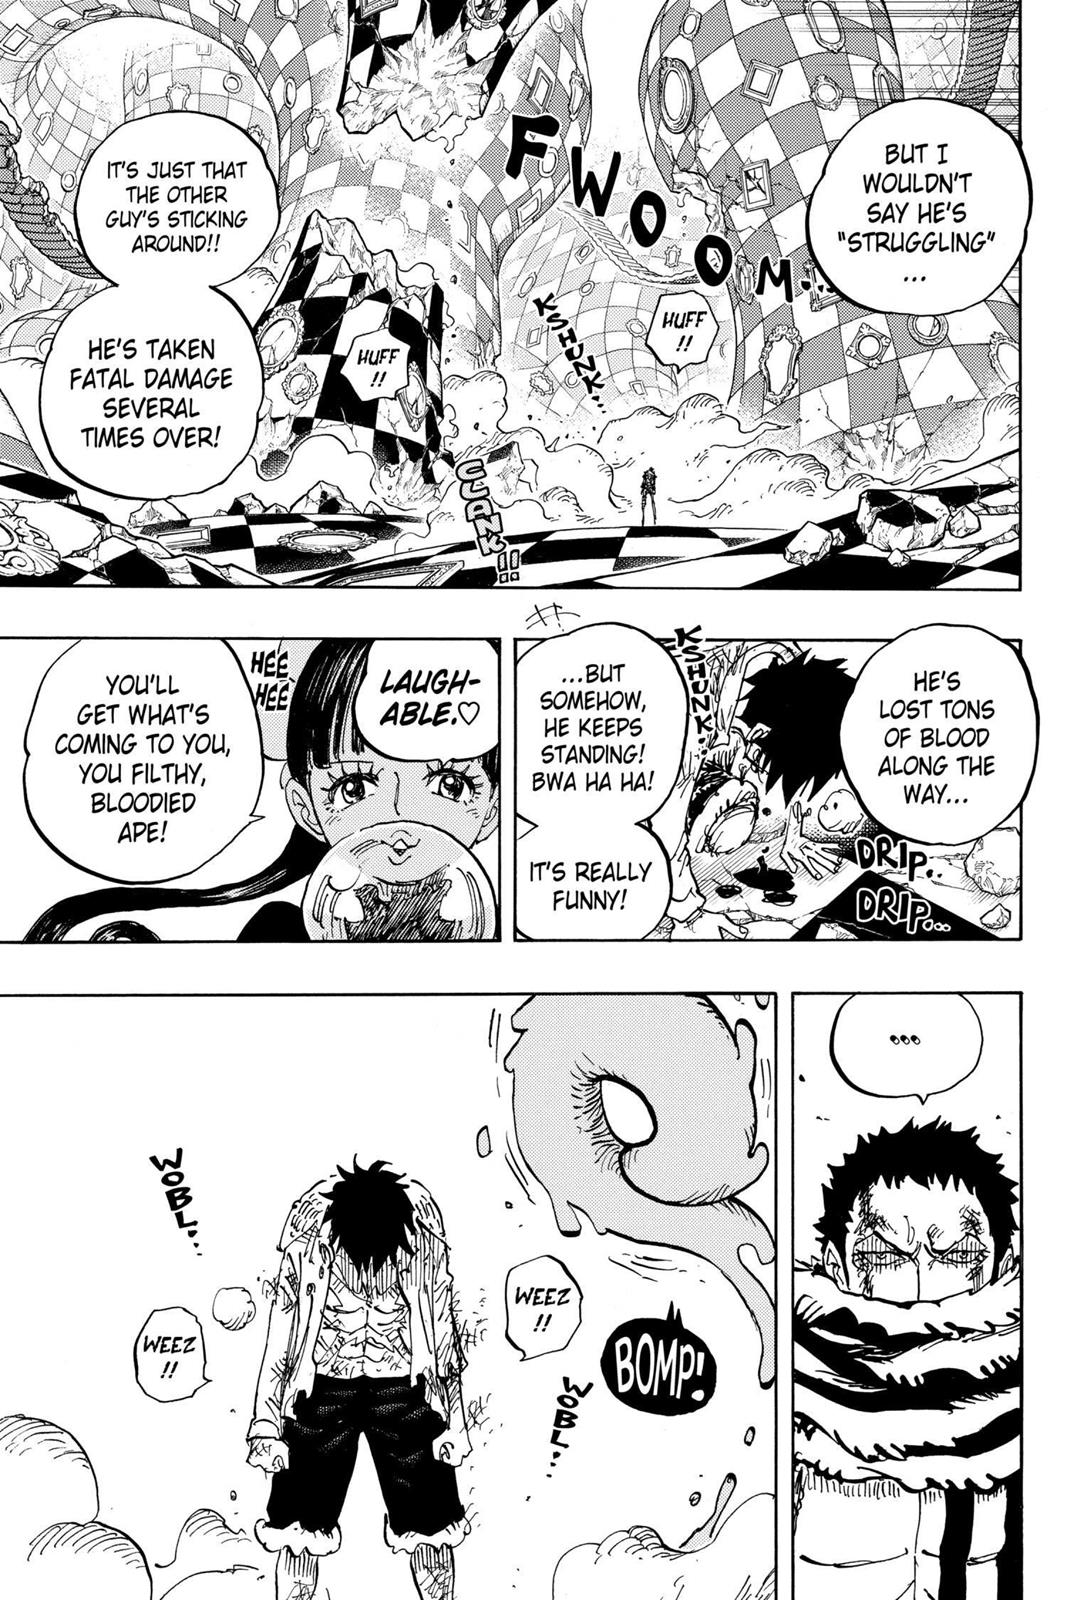 BUT I
WOULDN'T
SAY HE'S
"STRUGGLING"
...
FWOOM...
HUFF
!!
KSHUNK...
IT'S JUST THAT
THE OTHER
GUY'S STICKING
AROUND!!
HE'S TAKEN
FATAL DAMAGE
SEVERAL
TIMES OVER!
HUFF
!!
CLANK!!
HE'S
LOST TONS
OF BLOOD
ALONG THE
WAY...
KSHUNK...
DRIP..
DRIP...
...BUT
SOMEHOW,
HE KEEPS
STANDING!
BWA HA HA!
IT'S REALLY
FUNNY!
LAUGH-
ABLE.♡
HEE
HEE
YOU'LL
GET WHAT'S
COMING TO YOU,
YOU FILTHY,
BLOODIED
APE!
...
BOMP!
WEEZ
!!
WOBL...
WOBL...
WEEZ
!!